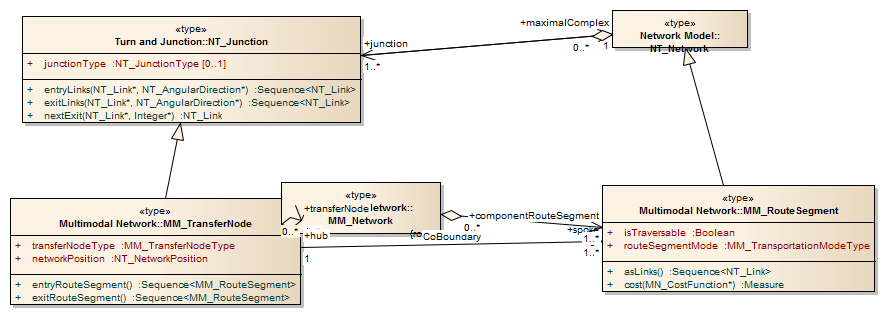 «type»
Turn and Junction::NT_Junction
+ junctionType :NT_JunctionType [0..1]
+ entryLinks(NT_Link*, NT_AngularDirection*) :Sequence<NT_Link>
+ exitLinks(NT_Link*, NT_AngularDirection*) :Sequence<NT_Link>
+ nextExit(NT_Link*, Integer*) :NT_Link
+junction
1..*
+maximalComplex
0..*
1
«type»
Network Model::
NT_Network
«type»
Multimodal Network::MM_TransferNode
+ transferNodeType :MM_TransferNodeType
+ networkPosition :NT_NetworkPosition
+ entryRouteSegment() :Sequence<MM_RouteSegment>
+ exitRouteSegment() :Sequence<MM_RouteSegment>
«type»
etwork::
MM_Network
+transferNode
0..*
+hub
1
{ro
CoBoundary
+componentRouteSegment
0..*
+spoke
1..*
1..*
«type»
Multimodal Network::MM_RouteSegment
+ isTraversable :Boolean
+ routeSegmentMode :MM_TransportationModeType
+ asLinks() :Sequence<NT_Link>
+ cost(MN_CostFunction*) :Measure